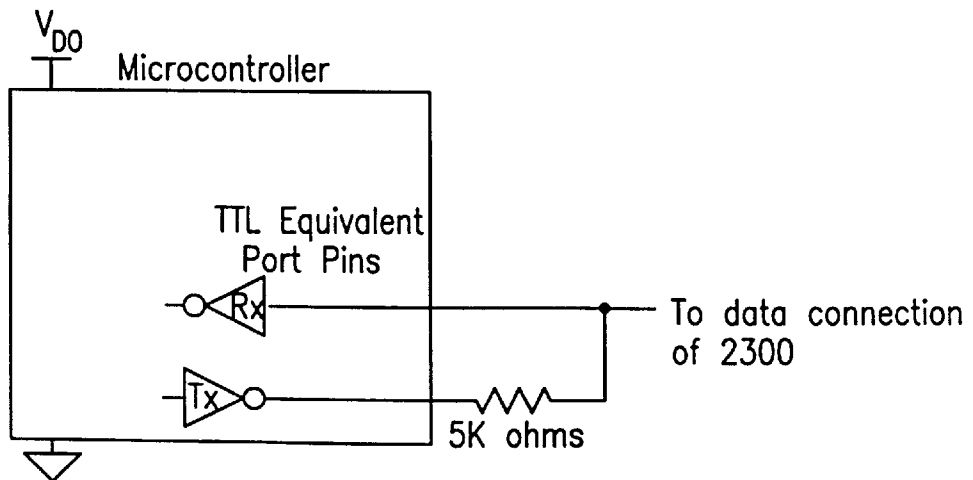 V_DO
Microcontroller
TTL Equivalent
Port Pins
Rx
To data connection
of 2300
Tx
5K ohms